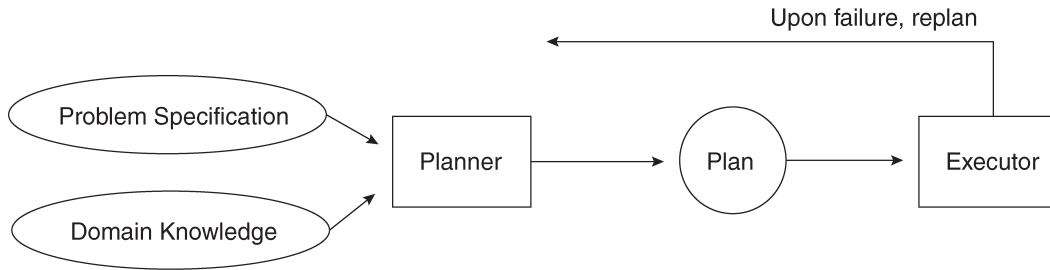 Upon failure, replan
Problem Specification
Planner
Plan
Executor
Domain Knowledge